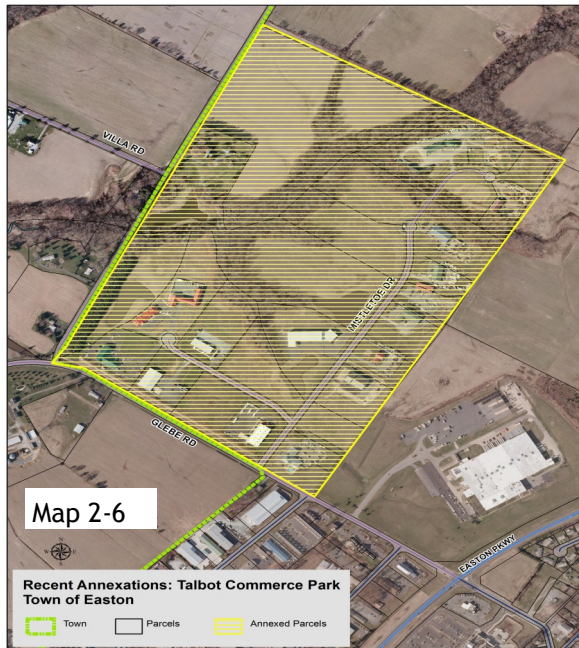 VILLA RD
MISTLETOE DR
GLEBE RD
Map 2-6
N
EASTON PKWY
Recent Annexations: Talbot Commerce Park
Town of Easton
Town Parcels Annexed Parcels